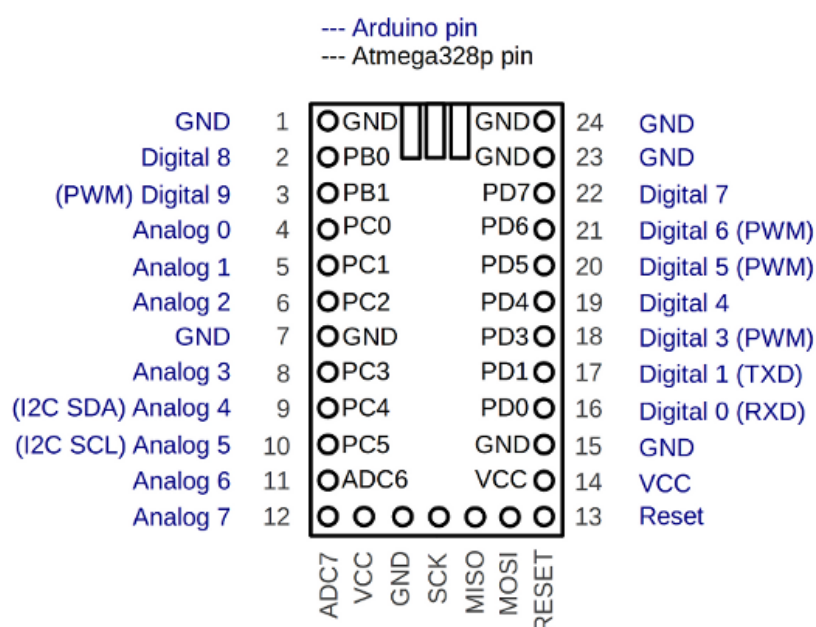 --- Arduino pin
--- Atmega328p pin
GND 1 GND GND 24 GND
Digital 8 2 PB0 GND 23 GND
(PWM) Digital 9 3 PB1 PD7 22 Digital 7
Analog 0 4 PC0 PD6 21 Digital 6 (PWM)
Analog 1 5 PC1 PD5 20 Digital 5 (PWM)
Analog 2 6 PC2 PD4 19 Digital 4
GND 7 GND PD3 18 Digital 3 (PWM)
Analog 3 8 PC3 PD1 17 Digital 1 (TXD)
(I2C SDA) Analog 4 9 PC4 PD0 16 Digital 0 (RXD)
(I2C SCL) Analog 5 10 PC5 GND 15 GND
Analog 6 11 ADC6 VCC 14 VCC
Analog 7 12 13 Reset
ADC7
VCC
GND
SCK
MISO
MOSI
RESET